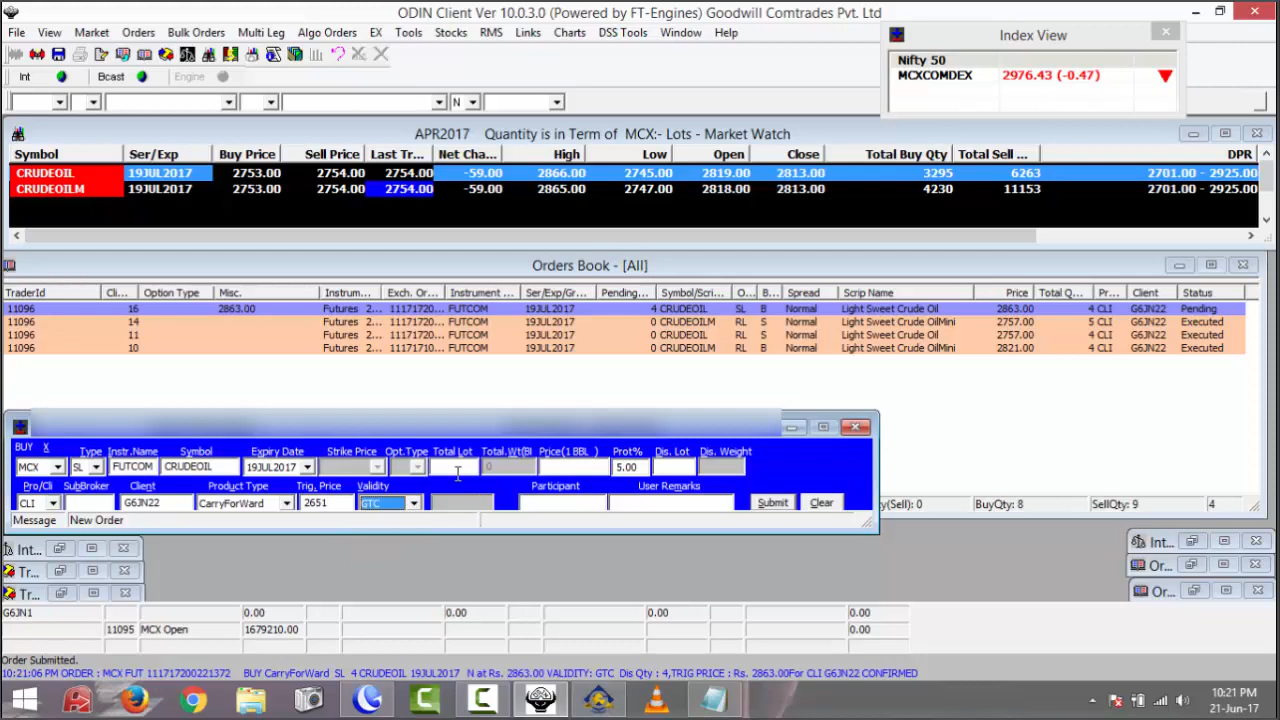 ODIN Client Ver 10.0.3.0 (Powered by FT-Engines) Goodwill Comtrades Pvt. Ltd
File View Market Orders Bulk Orders Multi Leg Algo Orders EX Tools Stocks RMS Links Charts DSS Tools Window Help
Index View
Nifty 50
MCXCOMDEX 2976.43 (-0.47)
Int Bcast Engine
N
APR2017 Quantity is in Term of MCX:- Lots - Market Watch
Symbol Ser/Exp Buy Price Sell Price Last Tr... Net Cha... High Low Open Close Total Buy Qty Total Sell ... DPR
CRUDEOIL 19JUL2017 2753.00 2754.00 2754.00 -59.00 2866.00 2745.00 2819.00 2813.00 3295 6263 2701.00 - 2925.00
CRUDEOILM 19JUL2017 2753.00 2754.00 2754.00 -59.00 2865.00 2747.00 2818.00 2813.00 4230 11153 2701.00 - 2925.00
Orders Book - [All]
TraderId Cli... Option Type Misc. Instrum... Exch. Or... Instrument ... Ser/Exp/Gr... Pending... Symbol/Scri... O... B... Spread Scrip Name Price Total Q... Pr... Client Status
11096 16 2863.00 Futures 2... 11171720... FUTCOM 19JUL2017 4 CRUDEOIL SL B Normal Light Sweet Crude Oil 2863.00 4 CLI G6JN22 Pending
11096 14 Futures 2... 11171720... FUTCOM 19JUL2017 0 CRUDEOILM RL S Normal Light Sweet Crude OilMini 2757.00 5 CLI G6JN22 Executed
11096 11 Futures 2... 11171720... FUTCOM 19JUL2017 0 CRUDEOIL RL S Normal Light Sweet Crude Oil 2757.00 4 CLI G6JN22 Executed
11096 10 Futures 2... 11171710... FUTCOM 19JUL2017 0 CRUDEOILM RL B Normal Light Sweet Crude OilMini 2821.00 4 CLI G6JN22 Executed
BUY X Type Instr.Name Symbol Expiry Date Strike Price Opt.Type Total Lot Total.Wt(Bl Price(1 BBL ) Prot% Dis. Lot Dis. Weight
MCX SL FUTCOM CRUDEOIL 19JUL2017 0 5.00
Pro/Cli SubBroker Client Product Type Trig. Price Validity Participant User Remarks
CLI G6JN22 CarryForWard 2651 GTC Submit Clear
Message New Order
y(Sell): 0 BuyQty: 8 SellQty: 9 4
Int... Int...
Tr... Or...
Tr... Or...
G6JN1 0.00 0.00 0.00 0.00
11095 MCX Open 1679210.00 0.00
Order Submitted.
10:21:06 PM ORDER : MCX FUT 111717200221372 BUY CarryForWard SL 4 CRUDEOIL 19JUL2017 N at Rs. 2863.00 VALIDITY: GTC Dis Qty : 4,TRIG PRICE : Rs. 2863.00For CLI G6JN22 CONFIRMED
10:21 PM
21-Jun-17